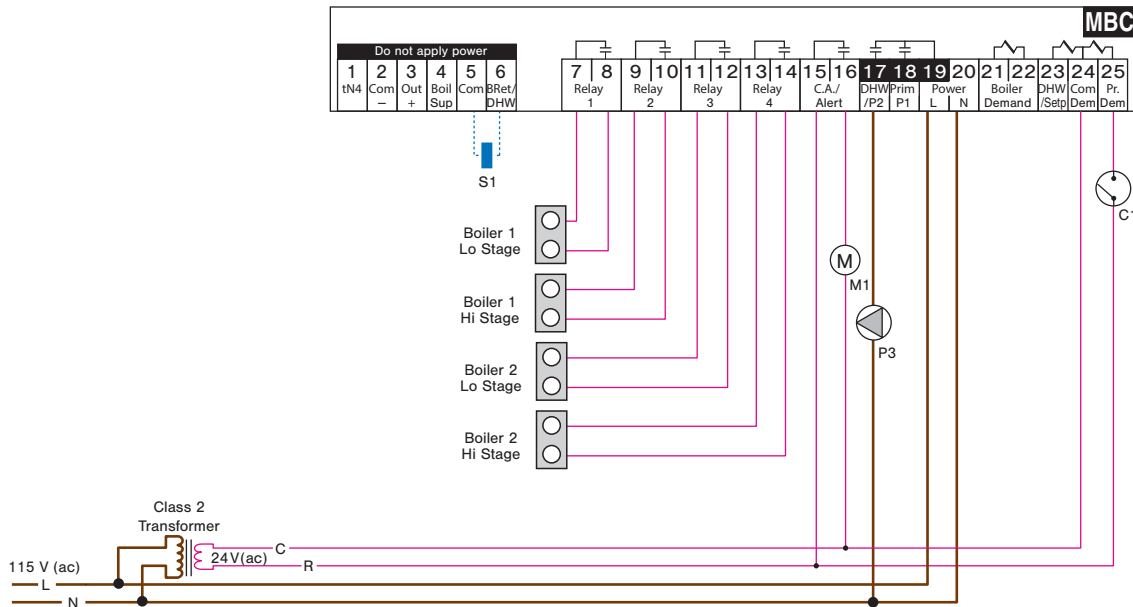 MBC
Do not apply power
1 2 3 4 5 6 7 8 9 10 11 12 13 14 15 16 17 18 19 20 21 22 23 24 25
tN4 Com Out Boil Com BRet/ Relay Relay Relay Relay C.A./ DHW Prim Power Boiler DHW Com Pr.
− + Sup DHW 1 2 3 4 Alert /P2 P1 L N Demand /Setp Dem Dem
S1
C1
Boiler 1
Lo Stage
M
M1
Boiler 1
Hi Stage
P3
Boiler 2
Lo Stage
Boiler 2
Hi Stage
Class 2
Transformer
24V(ac)
C
R
115 V (ac)
L
N